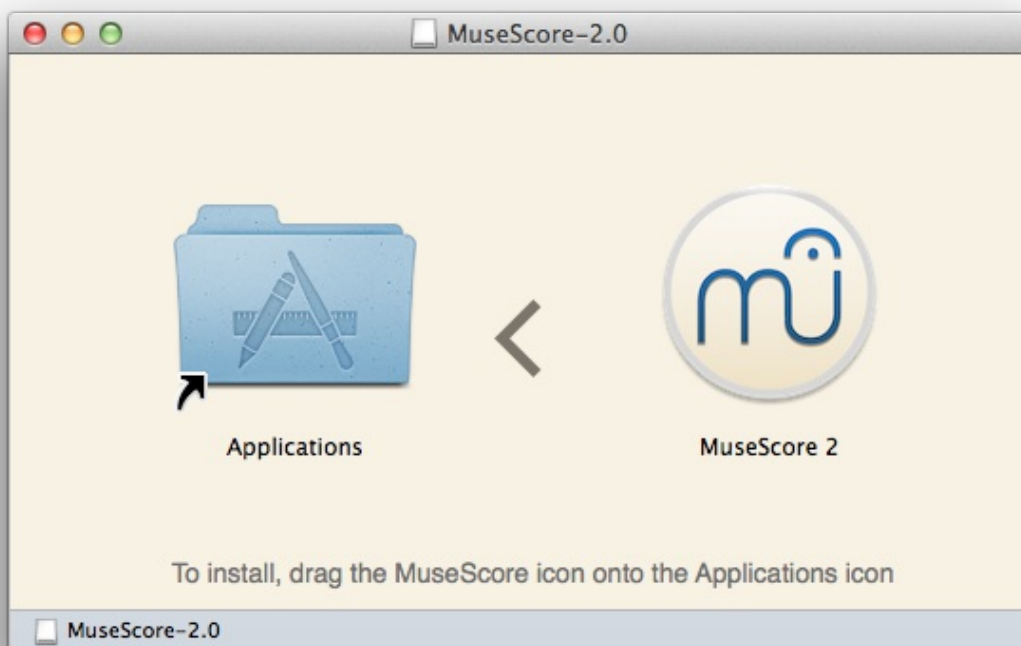 MuseScore-2.0
Applications
MuseScore 2
To install, drag the MuseScore icon onto the Applications icon
MuseScore-2.0